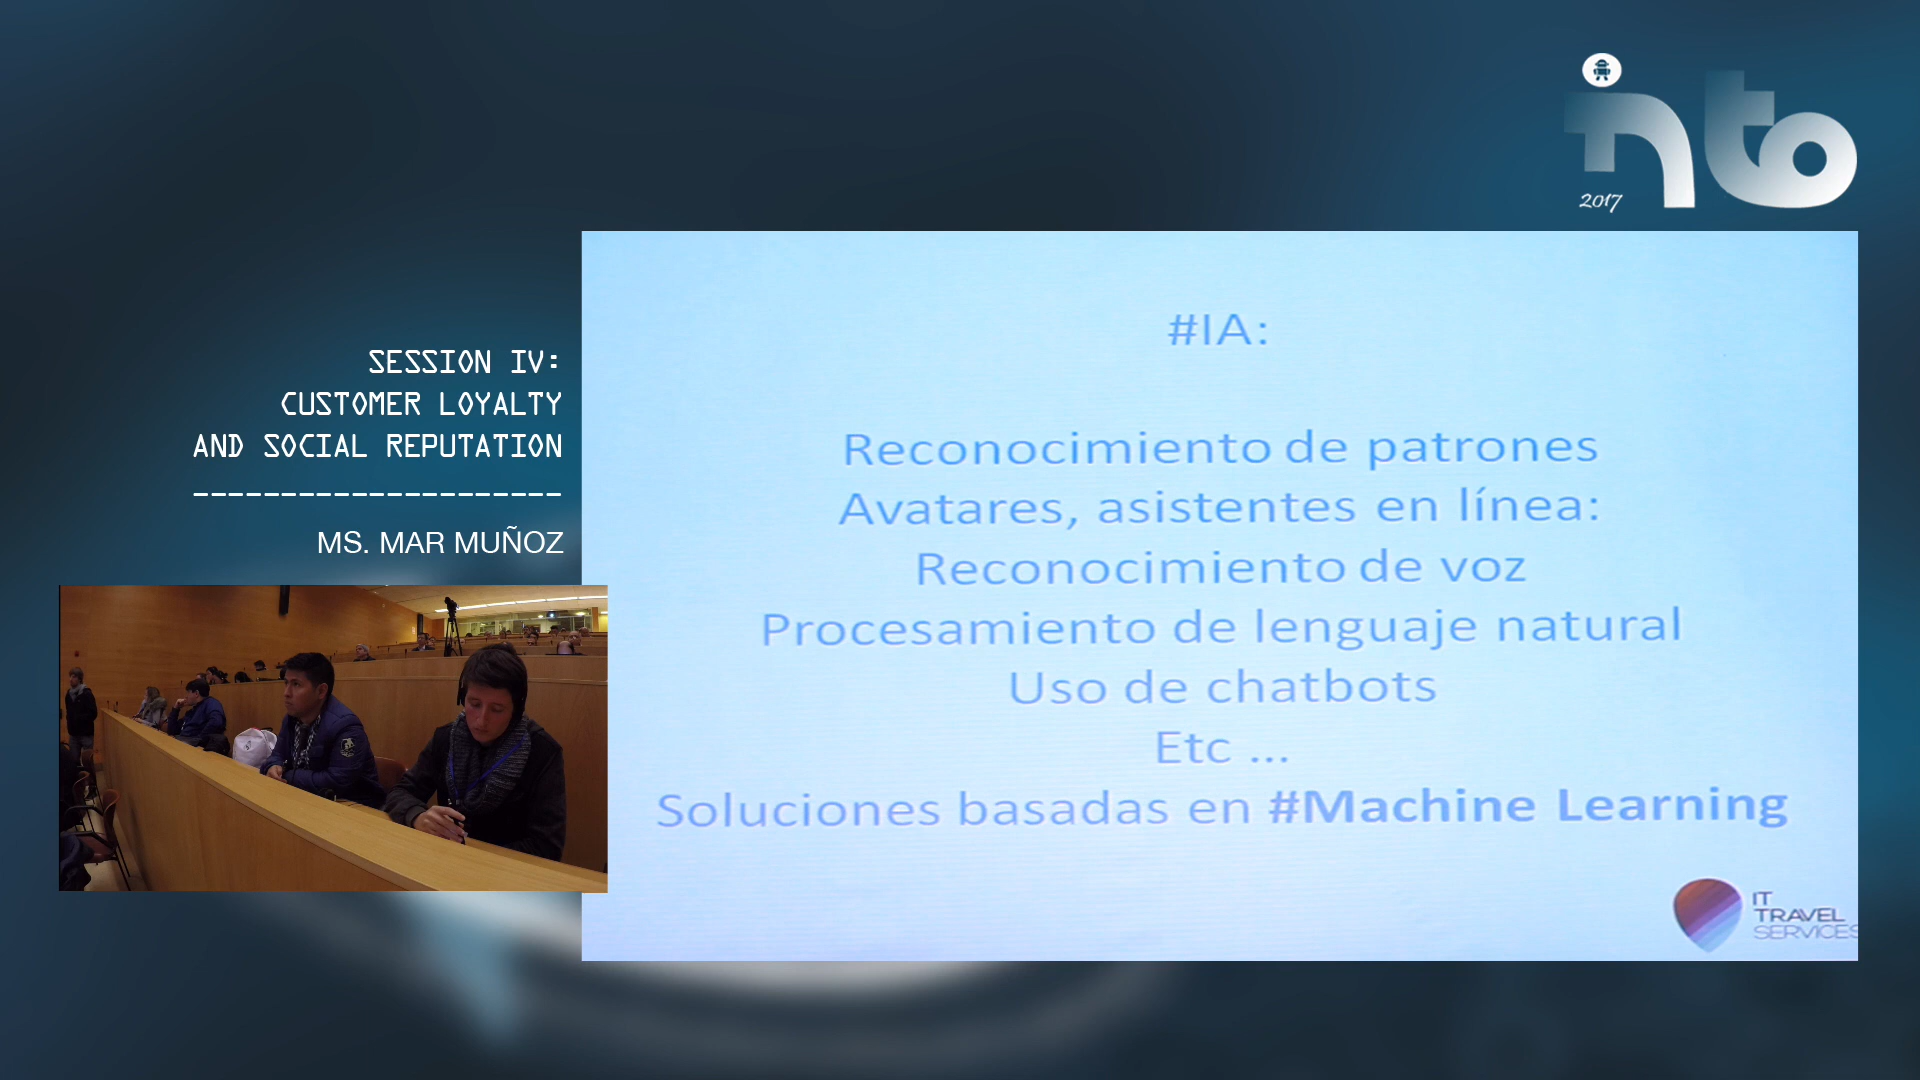 into
2017
SESSION IV:
CUSTOMER LOYALTY
AND SOCIAL REPUTATION
---------------------
MS. MAR MUÑOZ
#IA:
Reconocimiento de patrones
Avatares, asistentes en línea:
Reconocimiento de voz
Procesamiento de lenguaje natural
Uso de chatbots
Etc ...
Soluciones basadas en #Machine Learning
IT
TRAVEL
SERVICES